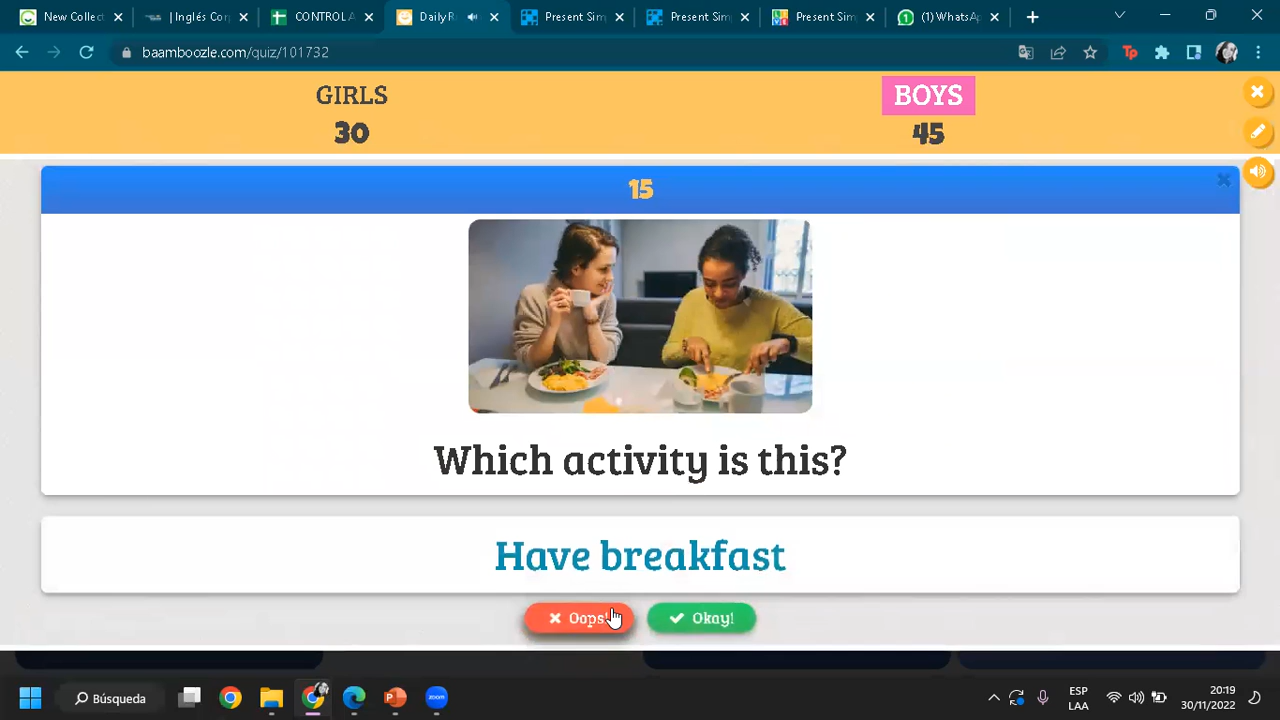 New Collect
| Inglés Cor
CONTROL A
Daily R
Present Sim
Present Sim
Present Sim
(1) WhatsAp
baamboozle.com/quiz/101732
GIRLS
BOYS
30
45
15
Which activity is this?
Have breakfast
Oops!
Okay!
Búsqueda
zoom
ESP
LAA
20:19
30/11/2022